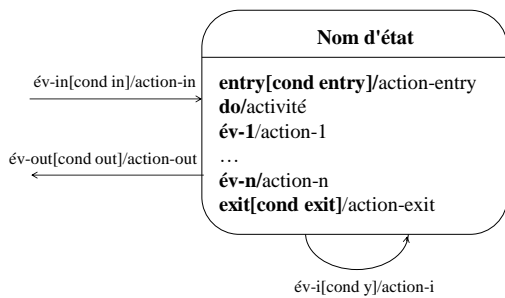 Nom d'état
év-in[cond in]/action-in
entry[cond entry]/action-entry
do/activité
év-1/action-1
év-out[cond out]/action-out
…
év-n/action-n
exit[cond exit]/action-exit
év-i[cond y]/action-i